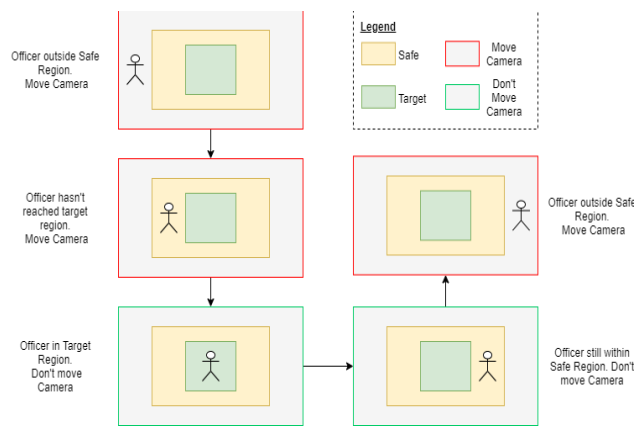 Officer outside Safe
Region.
Move Camera
Legend
Safe
Move
Camera
Target
Don't
Move
Camera
Officer hasn't
reached target
region.
Move Camera
Officer outside Safe
Region.
Move Camera
Officer in Target
Region.
Don't move
Camera
Officer still within
Safe Region. Don't
move Camera